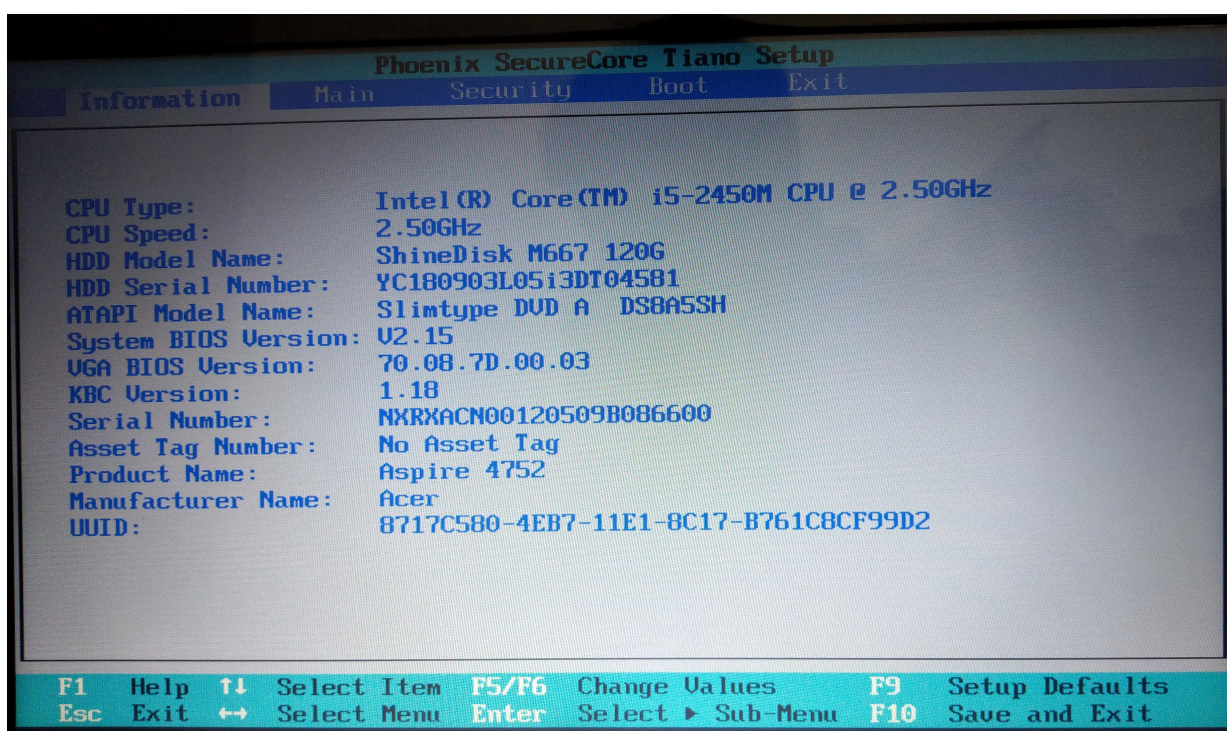 Phoenix SecureCore Tiano Setup
Information Main Security Boot Exit
CPU Type: Intel(R) Core(TM) i5-2450M CPU @ 2.50GHz
CPU Speed: 2.50GHz
HDD Model Name: ShineDisk M667 120G
HDD Serial Number: YC180903L05i3DT04581
ATAPI Model Name: Slimtype DVD A DS8A5SH
System BIOS Version: V2.15
VGA BIOS Version: 70.08.7D.00.03
KBC Version: 1.18
Serial Number: NXRXACN00120509B086600
Asset Tag Number: No Asset Tag
Product Name: Aspire 4752
Manufacturer Name: Acer
UUID: 8717C580-4EB7-11E1-8C17-B761C8CF99D2
F1 Help ↑↓ Select Item F5/F6 Change Values F9 Setup Defaults
Esc Exit ↔ Select Menu Enter Select ▶ Sub-Menu F10 Save and Exit